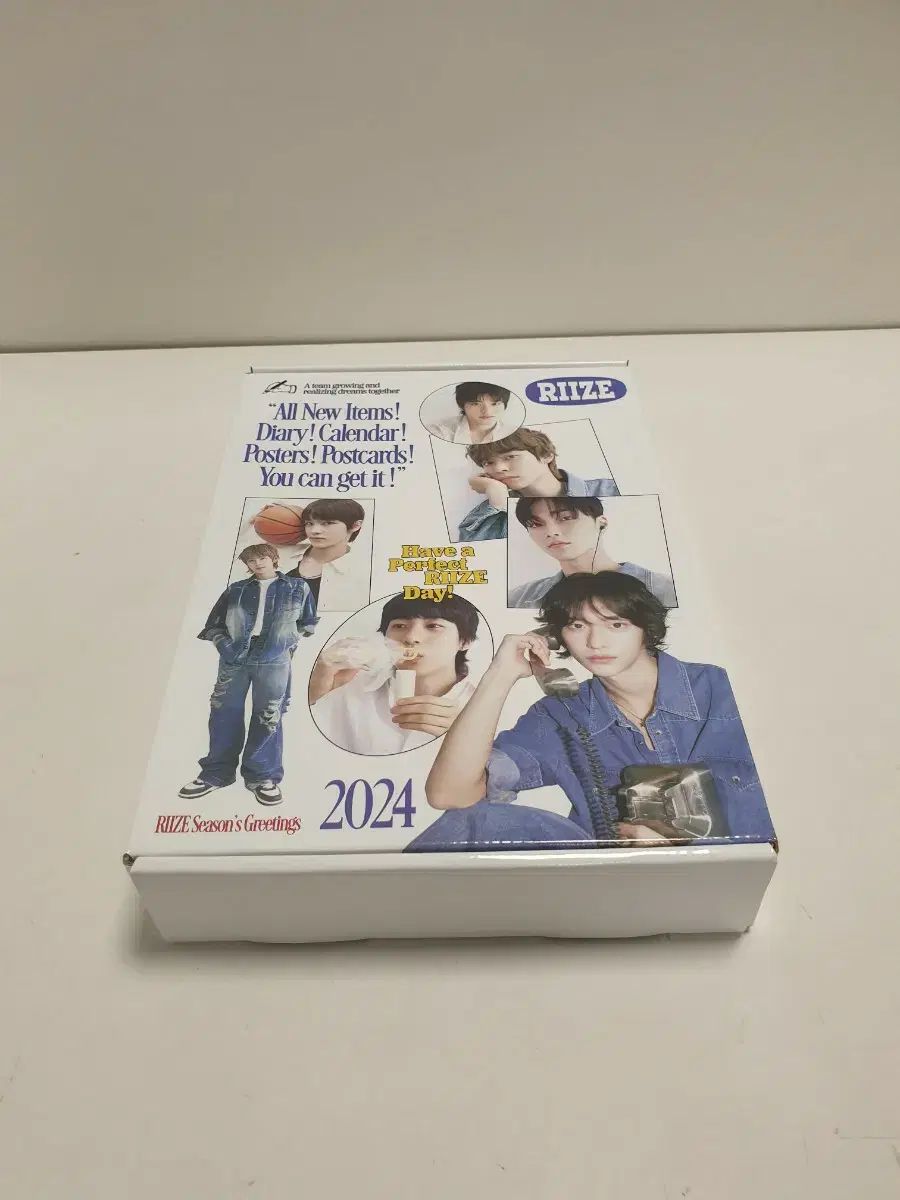 A team growing and
realizing dreams together
RIIZE
"All New Items!
Diary! Calendar!
Posters! Postcards!
You can get it!"
Have a
Perfect
RIIZE
Day!
2024
RIIZE Season's Greetings